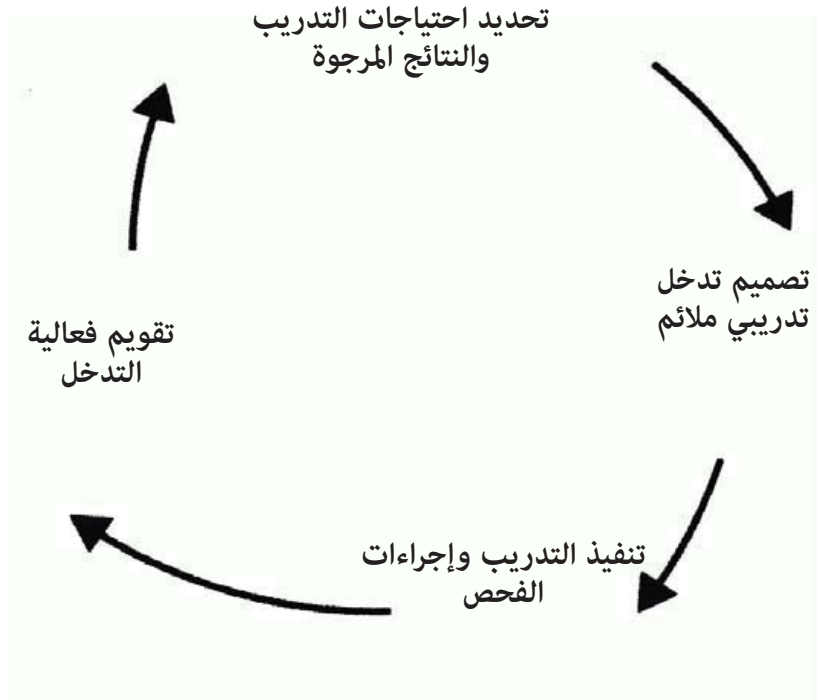 تحديد احتياجات التدريب
والنتائج المرجوة
تصميم تدخل
تدريبي ملائم
تنفيذ التدريب وإجراءات
الفحص
تقويم فعالية
التدخل